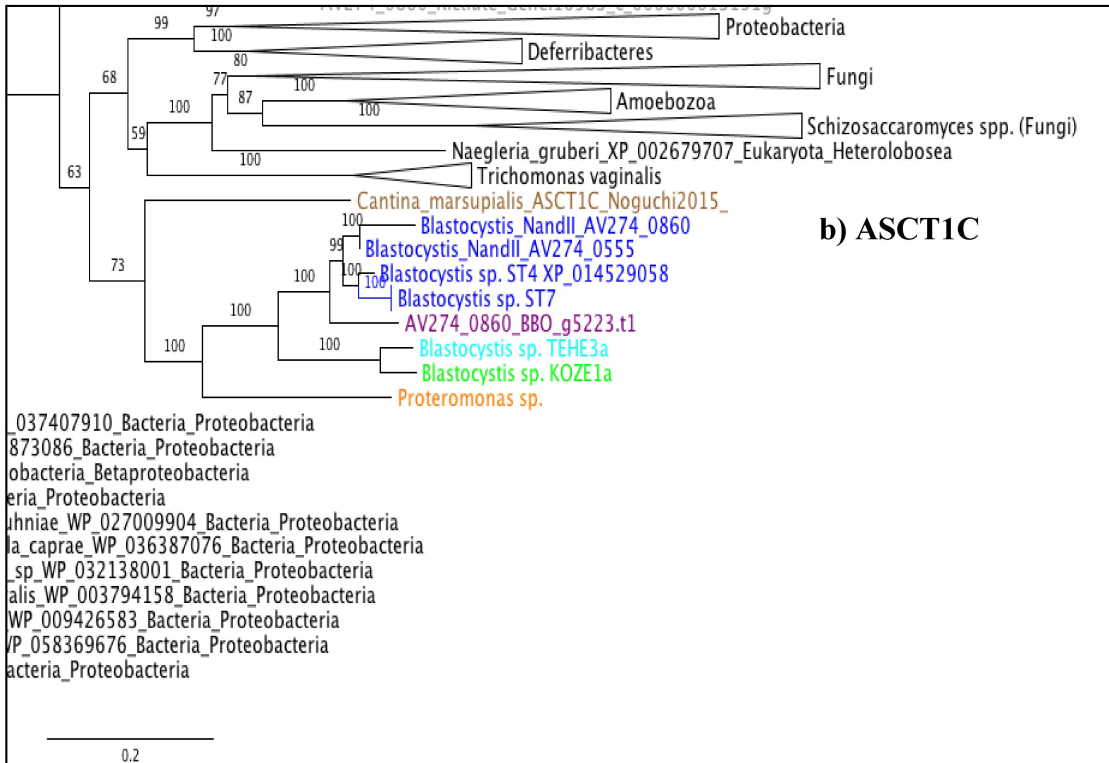 97
99
Proteobacteria
100
Deferribacteres
80
68
77
Fungi
100
87
Amoebozoa
100
100
Schizosaccaromyces spp. (Fungi)
59
Naegleria_gruberi_XP_002679707_Eukaryota_Heterolobosea
100
63
Trichomonas vaginalis
Cantina_marsupialis_ASCT1C_Noguchi2015_
100
Blastocystis_NandII_AV274_0860
b) ASCT1C
99
Blastocystis_NandII_AV274_0555
73
100
100
Blastocystis sp. ST4 XP_014529058
100
Blastocystis sp. ST7
100
AV274_0860_BBO_g5223.t1
100
Blastocystis sp. TEHE3a
100
Blastocystis sp. KOZE1a
Proteromonas sp.
_037407910_Bacteria_Proteobacteria
873086_Bacteria_Proteobacteria
obacteria_Betaproteobacteria
eria_Proteobacteria
uhniae_WP_027009904_Bacteria_Proteobacteria
la_caprae_WP_036387076_Bacteria_Proteobacteria
_sp_WP_032138001_Bacteria_Proteobacteria
alis_WP_003794158_Bacteria_Proteobacteria
WP_009426583_Bacteria_Proteobacteria
WP_058369676_Bacteria_Proteobacteria
acteria_Proteobacteria
0.2